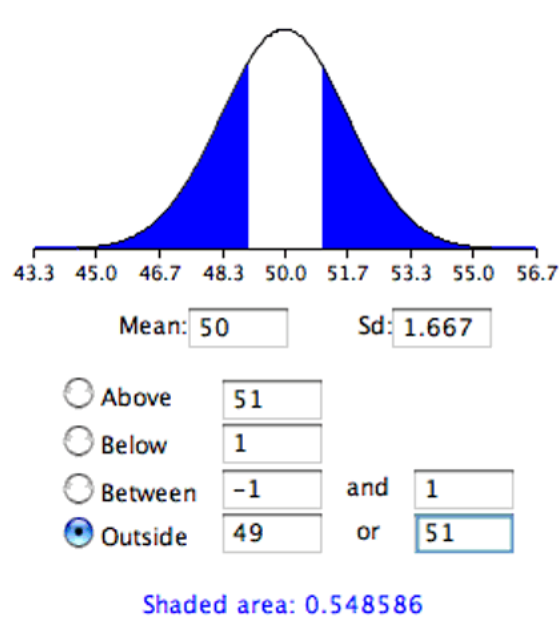 43.3 45.0 46.7 48.3 50.0 51.7 53.3 55.0 56.7
Mean: 50 Sd: 1.667
Above 51
Below 1
Between -1 and 1
Outside 49 or 51
Shaded area: 0.548586